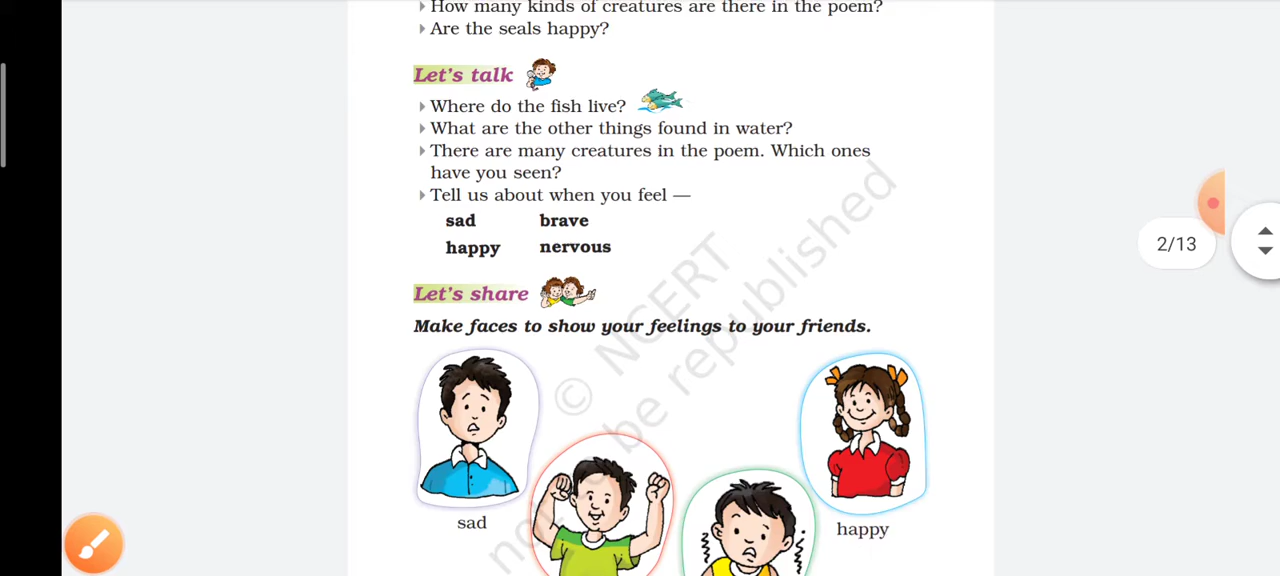 How many kinds of creatures are there in the poem?
Are the seals happy?
Let's talk
Where do the fish live?
What are the other things found in water?
There are many creatures in the poem. Which ones
have you seen?
Tell us about when you feel —
sad brave
happy nervous
Let's share
Make faces to show your feelings to your friends.
sad
happy
© NCERT
not be republished
2/13